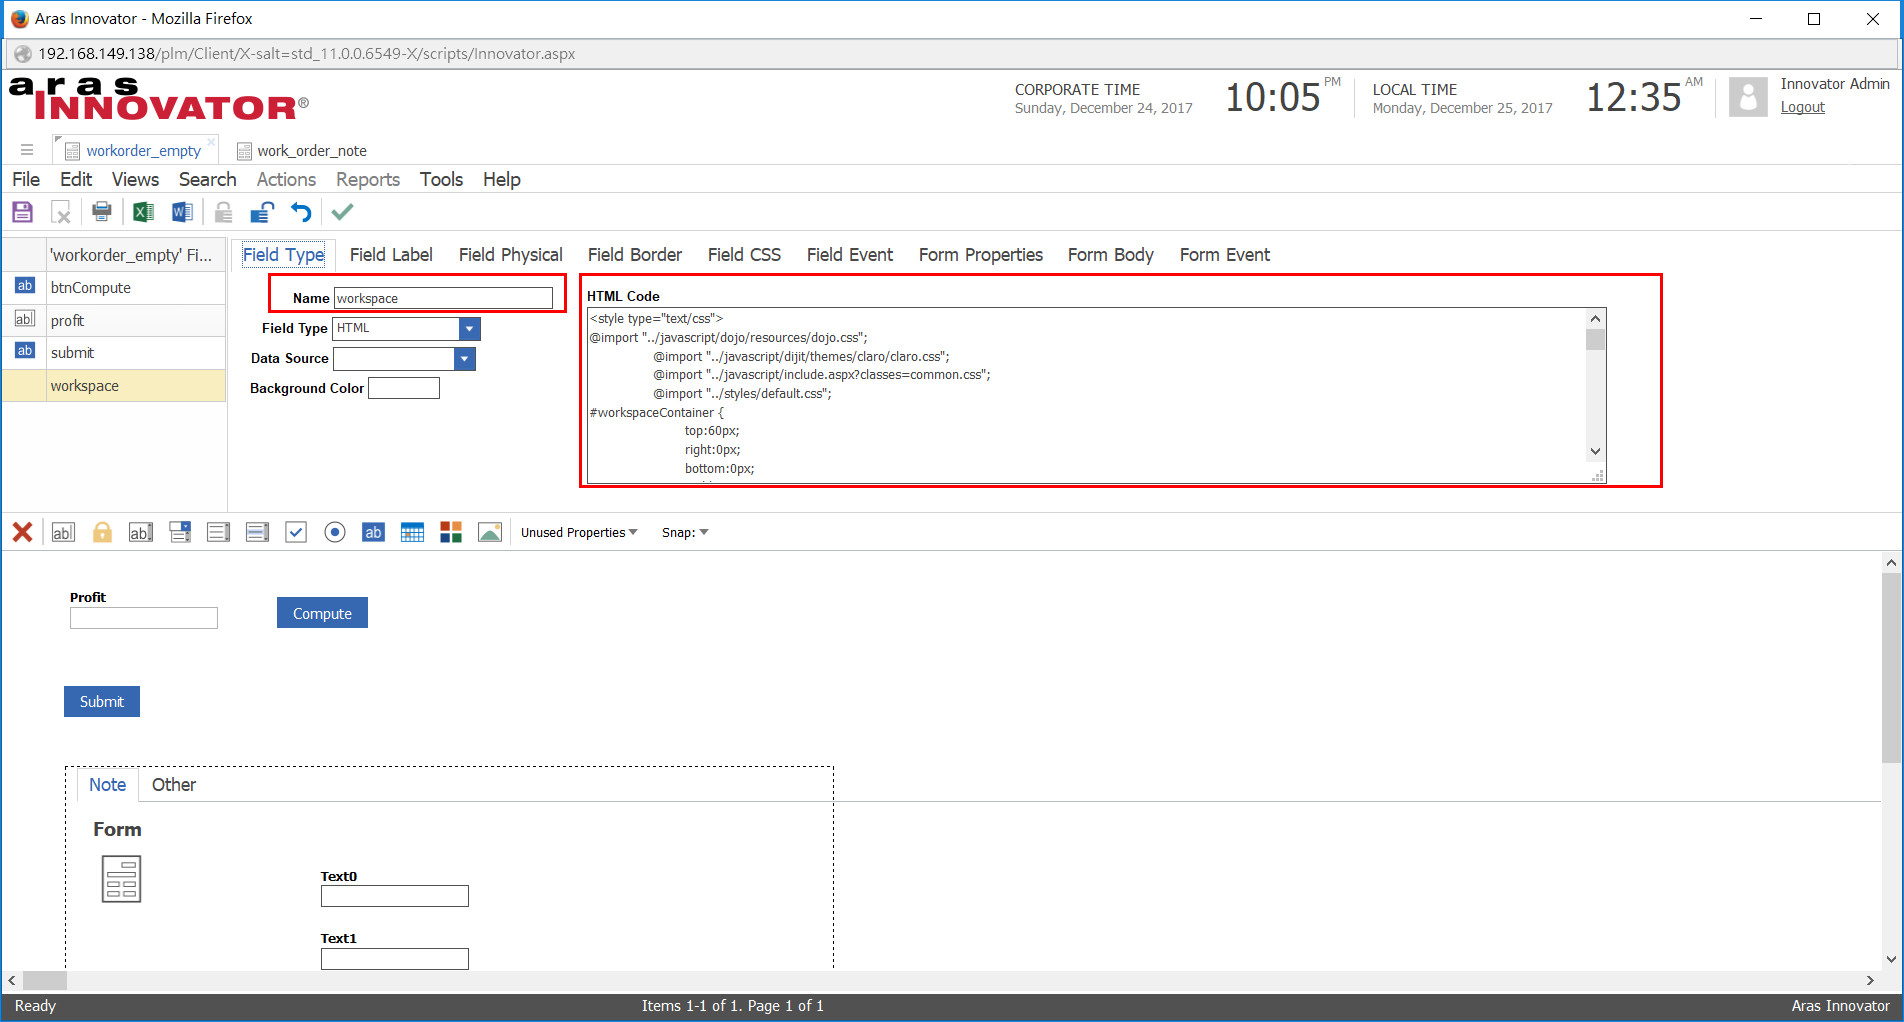 Aras Innovator - Mozilla Firefox
192.168.149.138/plm/Client/X-salt=std_11.0.0.6549-X/scripts/Innovator.aspx
aras
INNOVATOR®
CORPORATE TIME
Sunday, December 24, 2017
10:05 PM
LOCAL TIME
Monday, December 25, 2017
12:35 AM
Innovator Admin
Logout
workorder_empty
work_order_note
File Edit Views Search Actions Reports Tools Help
'workorder_empty' Fi...
ab btnCompute
ab profit
ab submit
workspace
Field Type Field Label Field Physical Field Border Field CSS Field Event Form Properties Form Body Form Event
Name workspace
Field Type HTML
Data Source
Background Color
HTML Code
<style type="text/css">
@import "../javascript/dojo/resources/dojo.css";
@import "../javascript/dijit/themes/claro/claro.css";
@import "../javascript/include.aspx?classes=common.css";
@import "../styles/default.css";
#workspaceContainer {
top:60px;
right:0px;
bottom:0px;
ab ab ab Unused Properties Snap:
Profit
Compute
Submit
Note Other
Form
Text0
Text1
Ready
Items 1-1 of 1. Page 1 of 1
Aras Innovator